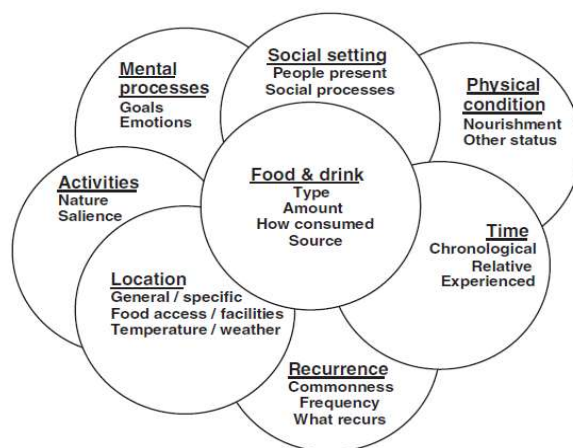 Social setting
People present
Social processes
Mental
processes
Goals
Emotions
Physical
condition
Nourishment
Other status
Food & drink
Type
Amount
How consumed
Source
Activities
Nature
Salience
Time
Chronological
Relative
Experienced
Location
General / specific
Food access / facilities
Temperature / weather
Recurrence
Commonness
Frequency
What recurs